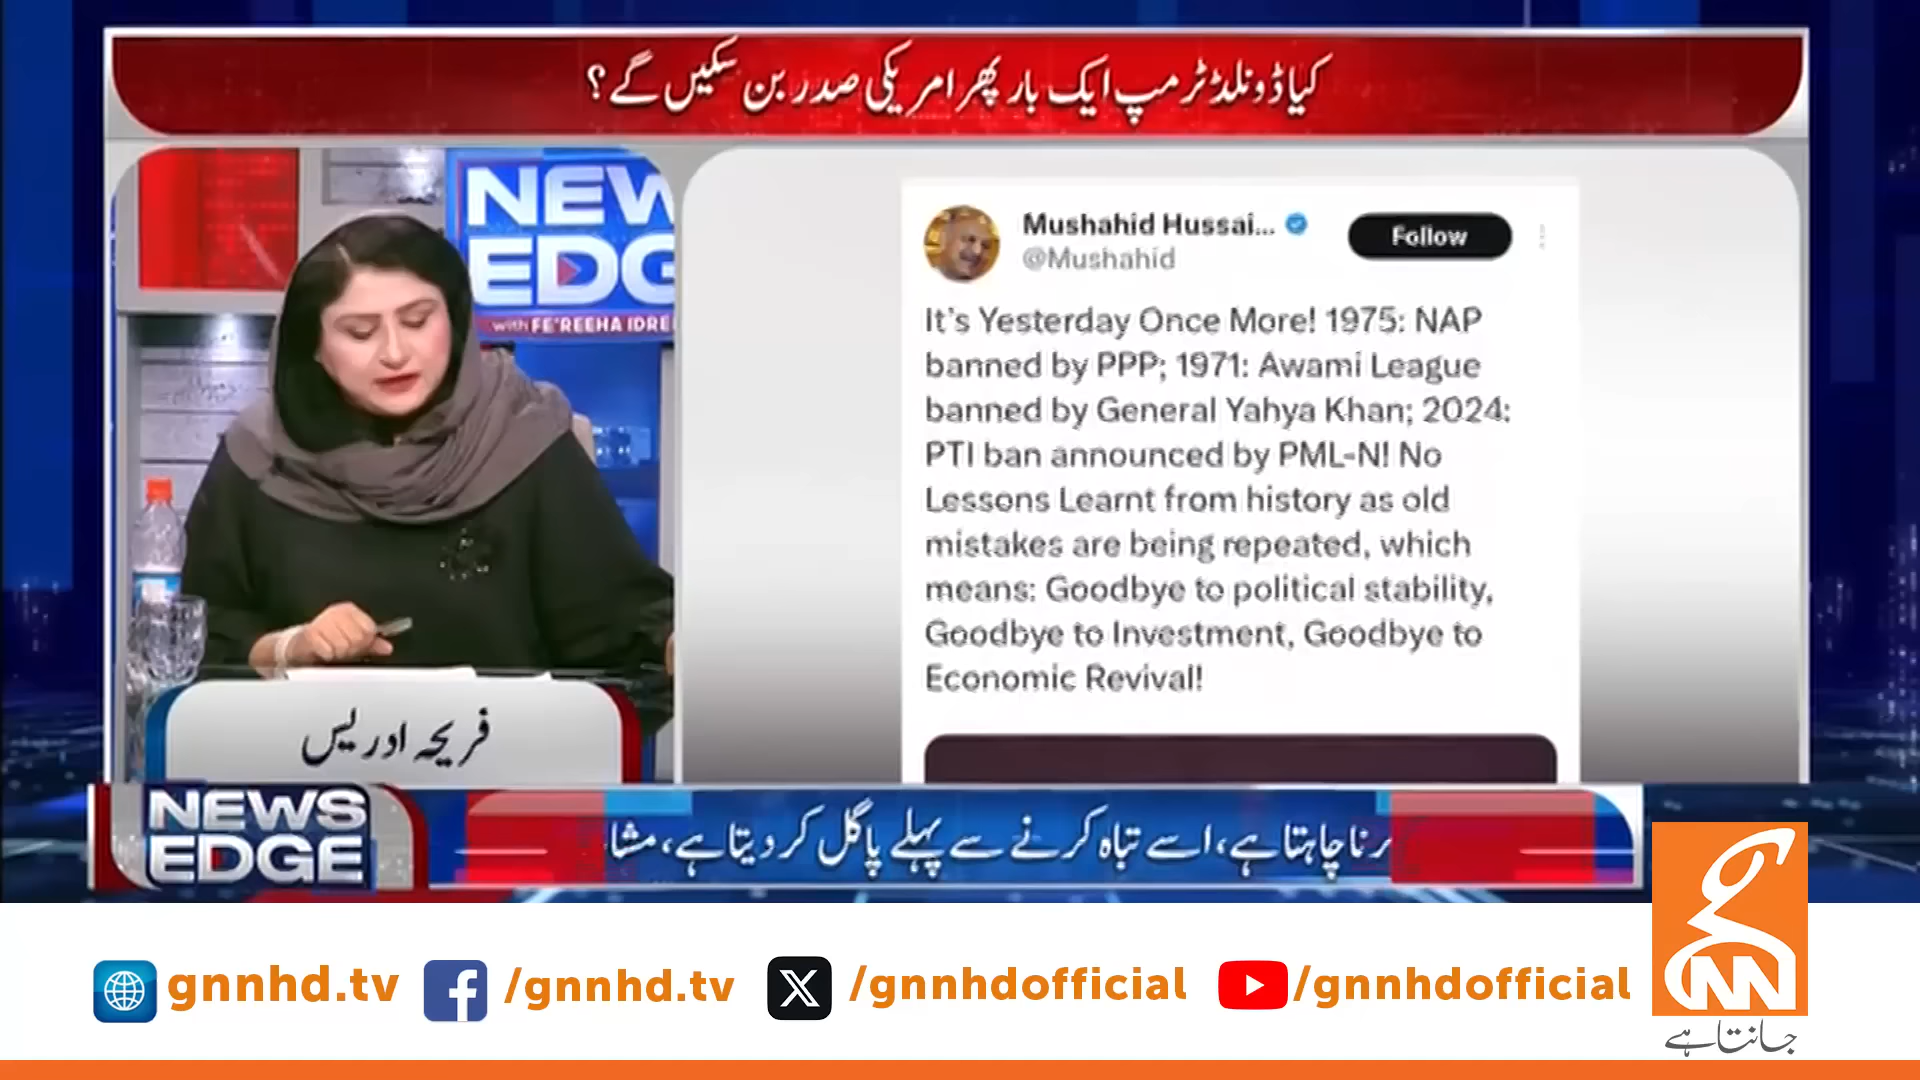 کیا ڈونلڈ ٹرمپ ایک بار پھر امریکی صدر بن سکیں گے؟
NEW
EDG
with FE'REEHA IDRE
فریحہ ادریس
Mushahid Hussai...
@Mushahid
Follow
It's Yesterday Once More! 1975: NAP
banned by PPP; 1971: Awami League
banned by General Yahya Khan; 2024:
PTI ban announced by PML-N! No
Lessons Learnt from history as old
mistakes are being repeated, which
means: Goodbye to political stability,
Goodbye to Investment, Goodbye to
Economic Revival!
NEWS
EDGE
رنا چاہتا ہے، اسے تباہ کرنے سے پہلے پاگل کر دیتا ہے، مشا
gnnhd.tv
/gnnhd.tv
/gnnhdofficial
/gnnhdofficial
GNN
جانتا ہے